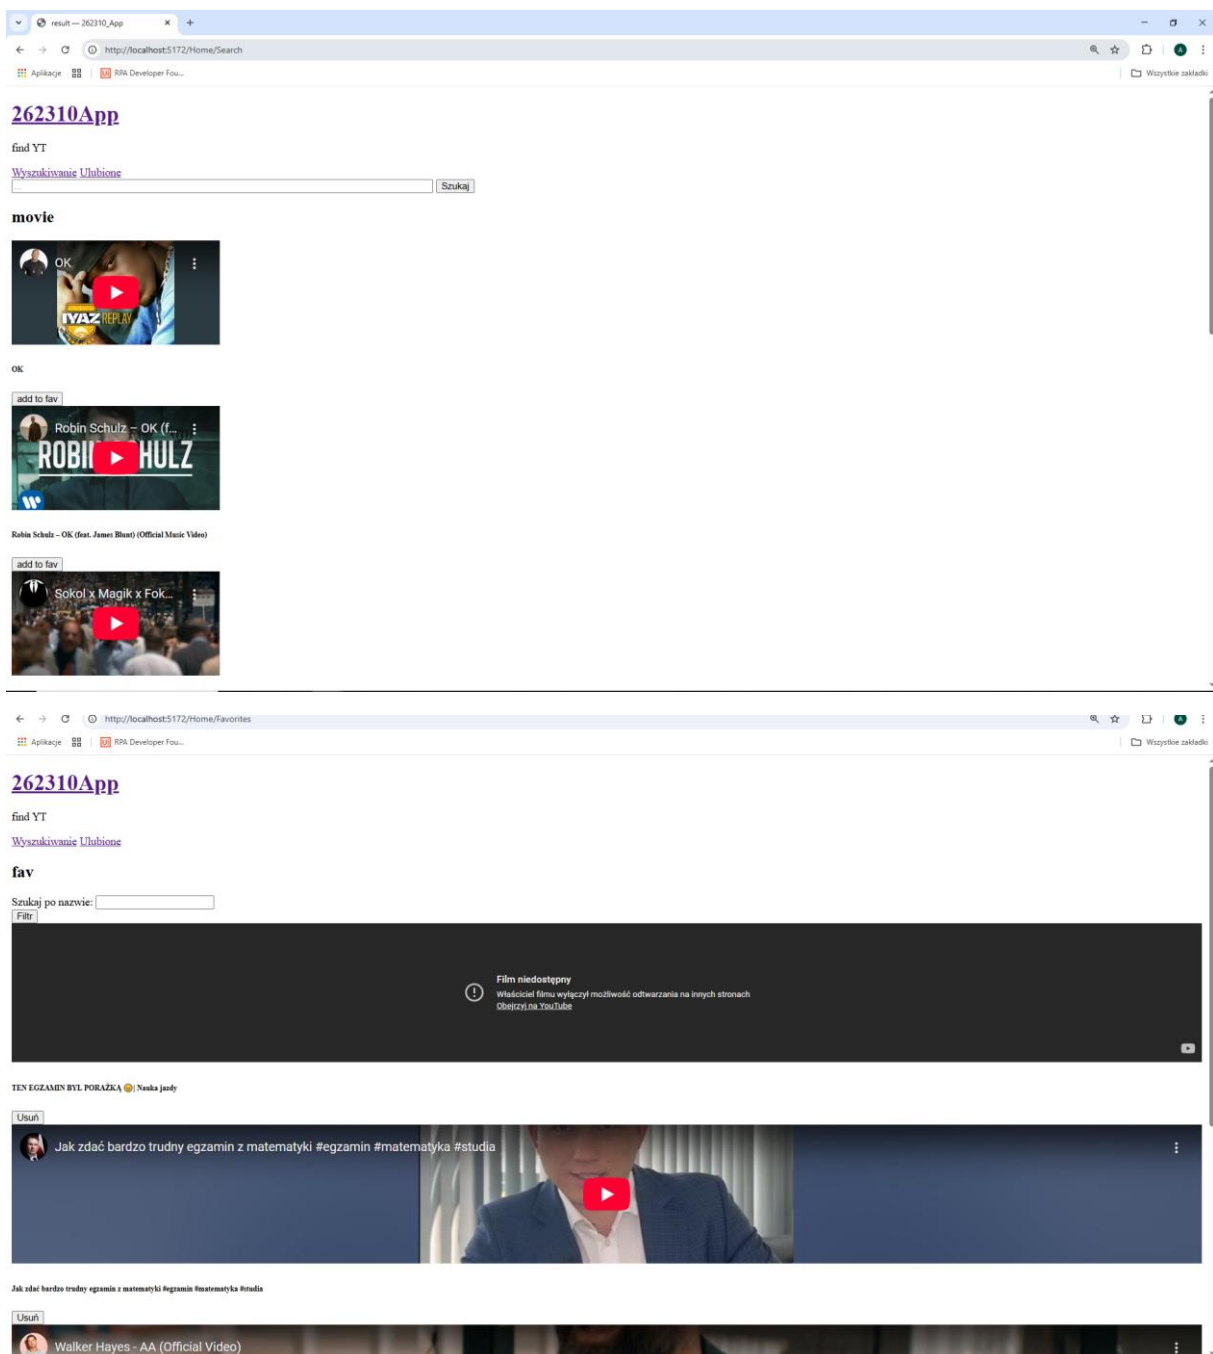 result — 262310_App
http://localhost:5172/Home/Search
Aplikacje
RPA Developer Fou...
Wszystkie zakładki
262310App
find YT
Wyszukiwanie Ulubione
... Szukaj
movie
OK
IYAZ REPLAY
OK
add to fav
Robin Schulz – OK (f...
Robin Schulz – OK (feat. James Blunt) (Official Music Video)
add to fav
Sokol x Magik x Fok...
http://localhost:5172/Home/Favorites
Aplikacje
RPA Developer Fou...
Wszystkie zakładki
262310App
find YT
Wyszukiwanie Ulubione
fav
Szukaj po nazwie:
Filtr
Film niedostępny
Właściciel filmu wyłączył możliwość odtwarzania na innych stronach
Obejrzyj na YouTube
TEN EGZAMIN BYŁ PORAŻKĄ 😔| Nauka jazdy
Usuń
Jak zdać bardzo trudny egzamin z matematyki #egzamin #matematyka #studia
Jak zdać bardzo trudny egzamin z matematyki #egzamin #matematyka #studia
Usuń
Walker Hayes - AA (Official Video)